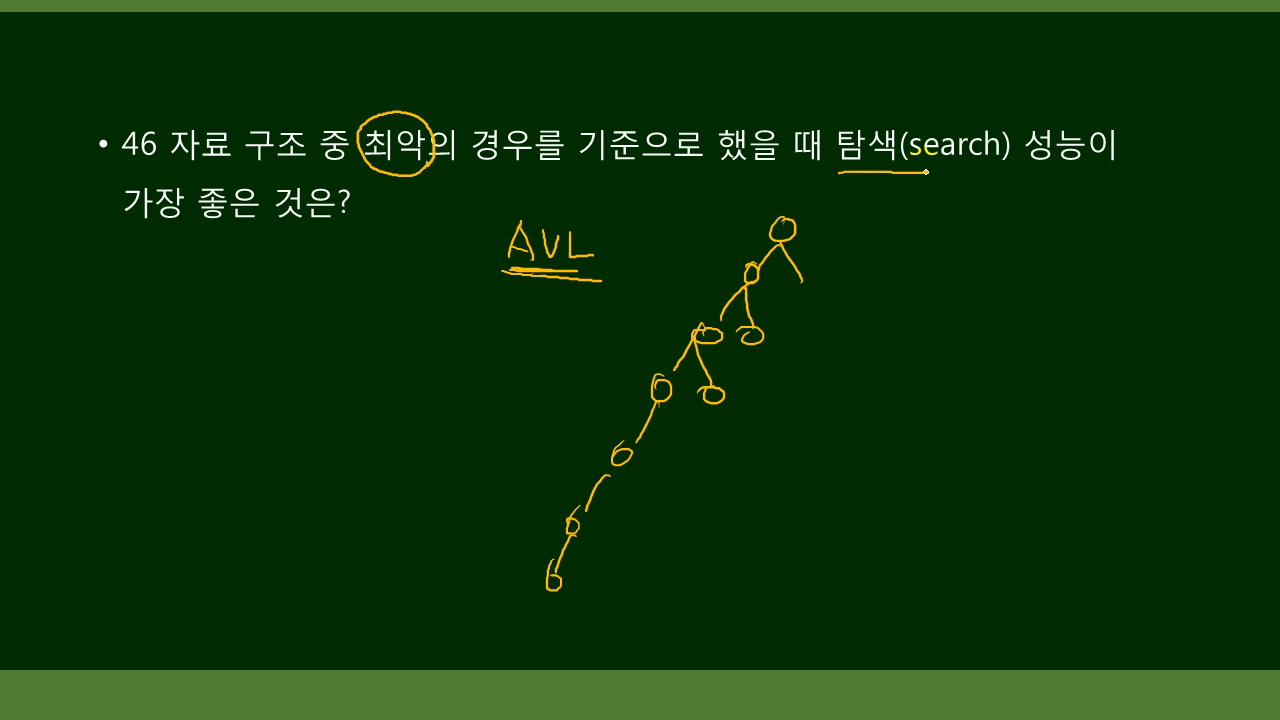 • 46 자료 구조 중 최악의 경우를 기준으로 했을 때 탐색(search) 성능이
가장 좋은 것은?
AVL